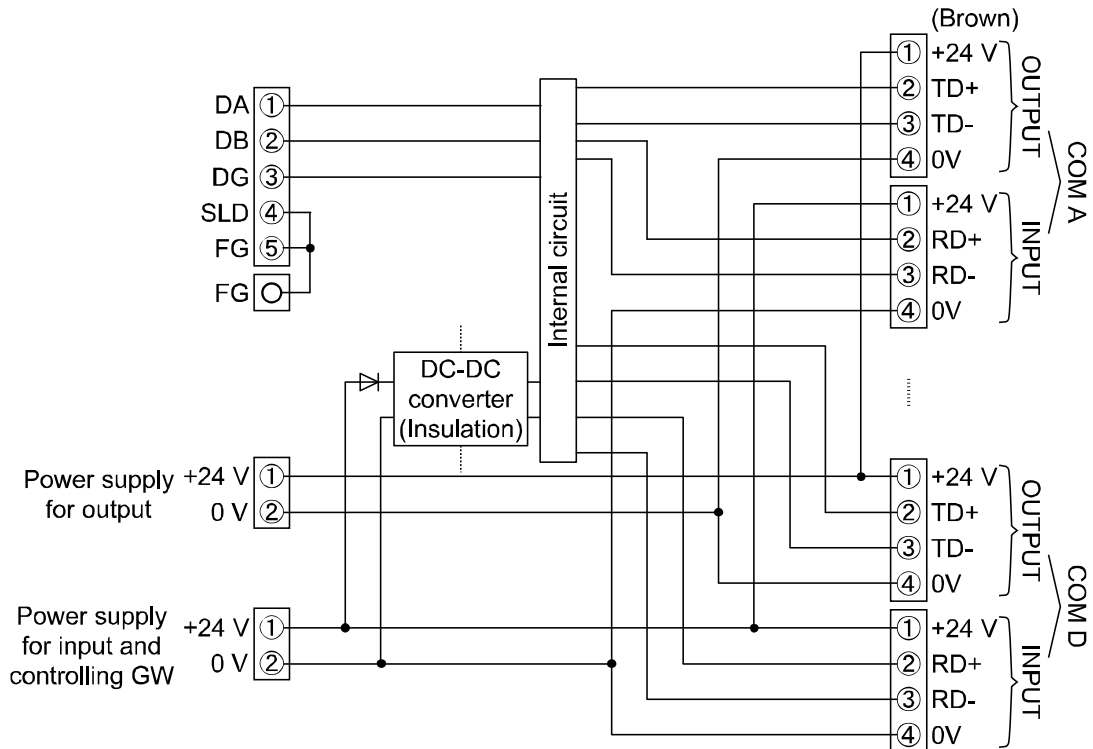 (Brown)
① +24 V
② TD+
③ TD-
④ 0V
OUTPUT
① +24 V
② RD+
③ RD-
④ 0V
INPUT
COM A
DA ①
DB ②
DG ③
SLD ④
FG ⑤
FG
Internal circuit
DC-DC
converter
(Insulation)
Power supply
for output
+24 V ①
0 V ②
Power supply
for input and
controlling GW
+24 V ①
0 V ②
① +24 V
② TD+
③ TD-
④ 0V
OUTPUT
① +24 V
② RD+
③ RD-
④ 0V
INPUT
COM D